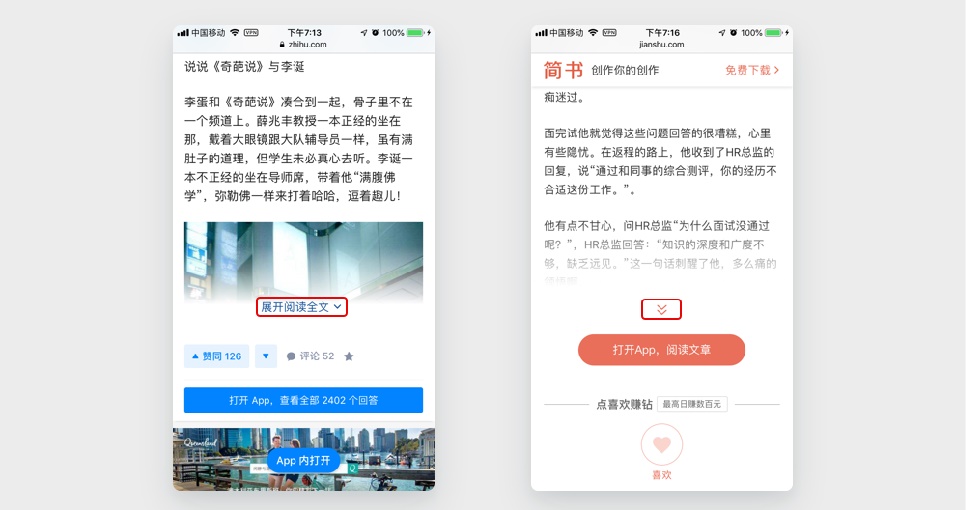 中国移动 VPN 下午7:13 100%
zhihu.com
说说《奇葩说》与李诞
李蛋和《奇葩说》凑合到一起，骨子里不在
一个频道上。薛兆丰教授一本正经的坐在
那，戴着大眼镜跟大队辅导员一样，虽有满
肚子的道理，但学生未必真心去听。李诞一
本不正经的坐在导师席，带着他“满腹佛
学”，弥勒佛一样来打着哈哈，逗着趣儿！
展开阅读全文
赞同 126
评论 52
打开 App，查看全部 2402 个回答
Queensland
App 内打开
中国移动 VPN 下午7:16 100%
jianshu.com
简书 创作你的创作 免费下载
痴迷过。
面完试他就觉得这些问题回答的很糟糕，心里
有些隐忧。在返程的路上，他收到了HR总监的
回复，说“通过和同事的综合测评，你的经历不
合适这份工作。”。
他有点不甘心，问HR总监“为什么面试没通过
呢？”，HR总监回答：“知识的深度和广度不
够，缺乏远见。”这一句话刺醒了他，多么痛的
打开App，阅读文章
点喜欢赚钻 最高日赚数百元
喜欢